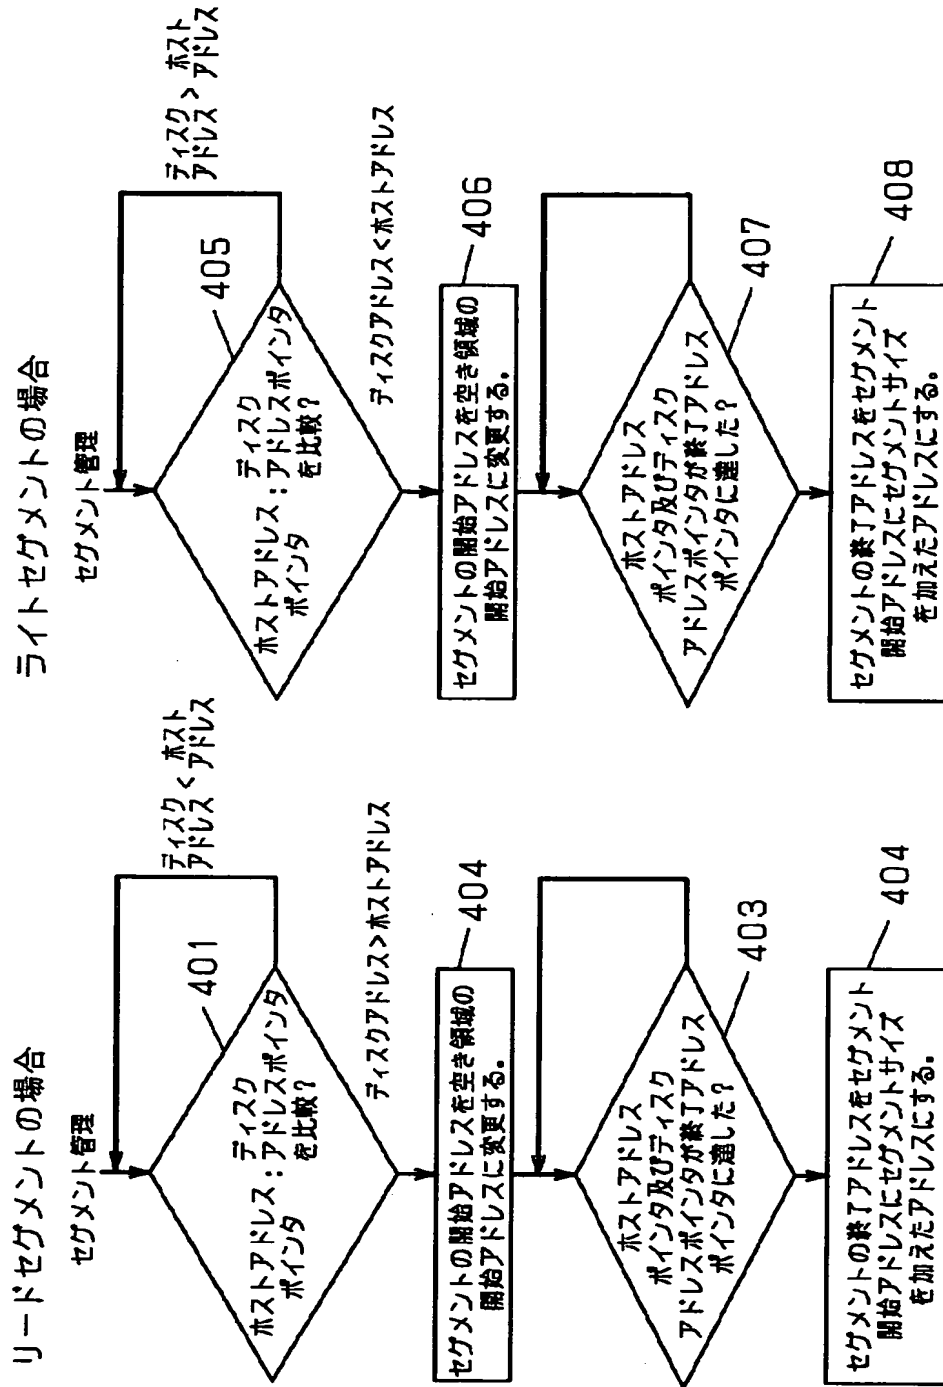 リードセグメントの場合
セグメント管理
ディスク < ホスト
アドレス アドレス
401
ディスク
ホストアドレス : アドレスポインタ
ポインタ を比較?
ディスクアドレス>ホストアドレス
404
セグメントの開始アドレスを空き領域の
開始アドレスに変更する。
ホストアドレス
ポインタ及びディスク
アドレスポインタが終了アドレス
ポインタに達した?
403
404
セグメントの終了アドレスをセグメント
開始アドレスにセグメントサイズ
を加えたアドレスにする。
ライトセグメントの場合
セグメント管理
ディスク > ホスト
アドレス アドレス
405
ディスク
ホストアドレス : アドレスポインタ
ポインタ を比較?
ディスクアドレス<ホストアドレス
406
セグメントの開始アドレスを空き領域の
開始アドレスに変更する。
ホストアドレス
ポインタ及びディスク
アドレスポインタが終了アドレス
ポインタに達した?
407
408
セグメントの終了アドレスをセグメント
開始アドレスにセグメントサイズ
を加えたアドレスにする。